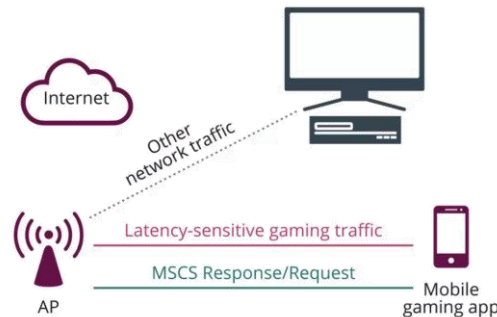 Internet
Other
network traffic
Latency-sensitive gaming traffic
MSCS Response/Request
AP
Mobile
gaming app